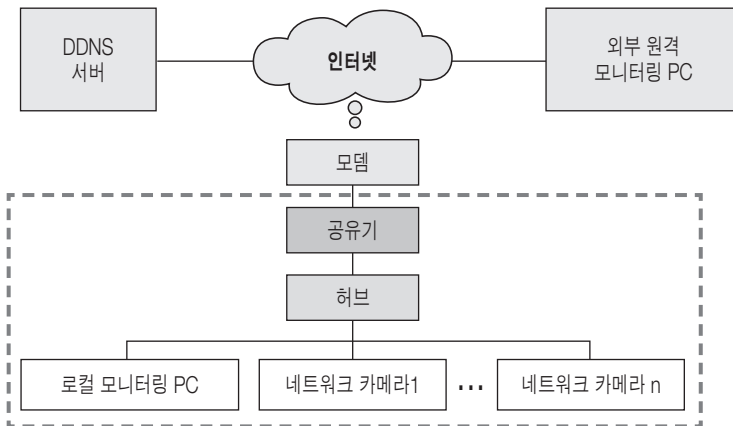 DDNS
서버
인터넷
외부 원격
모니터링 PC
모뎀
공유기
허브
로컬 모니터링 PC
네트워크 카메라1
...
네트워크 카메라 n